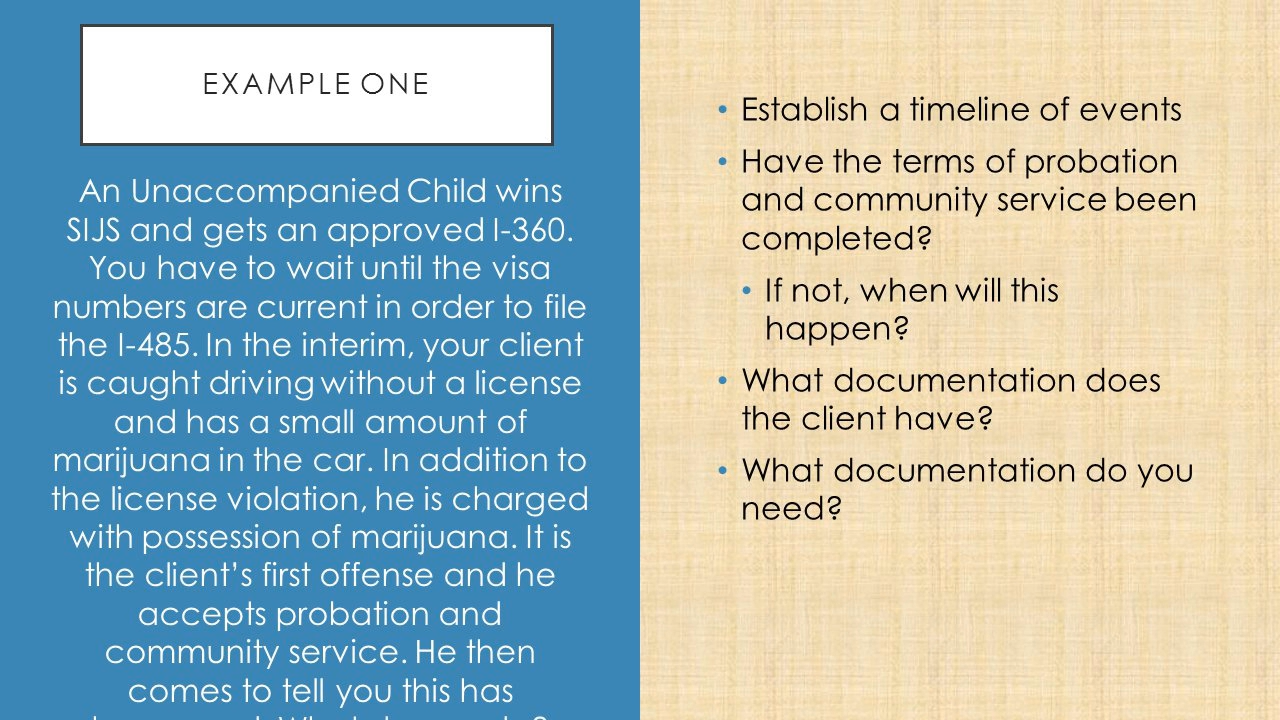 EXAMPLE ONE
An Unaccompanied Child wins
SIJS and gets an approved I-360.
You have to wait until the visa
numbers are current in order to file
the I-485. In the interim, your client
is caught driving without a license
and has a small amount of
marijuana in the car. In addition to
the license violation, he is charged
with possession of marijuana. It is
the client’s first offense and he
accepts probation and
community service. He then
comes to tell you this has
• Establish a timeline of events
• Have the terms of probation
and community service been
completed?
• If not, when will this
happen?
• What documentation does
the client have?
• What documentation do you
need?